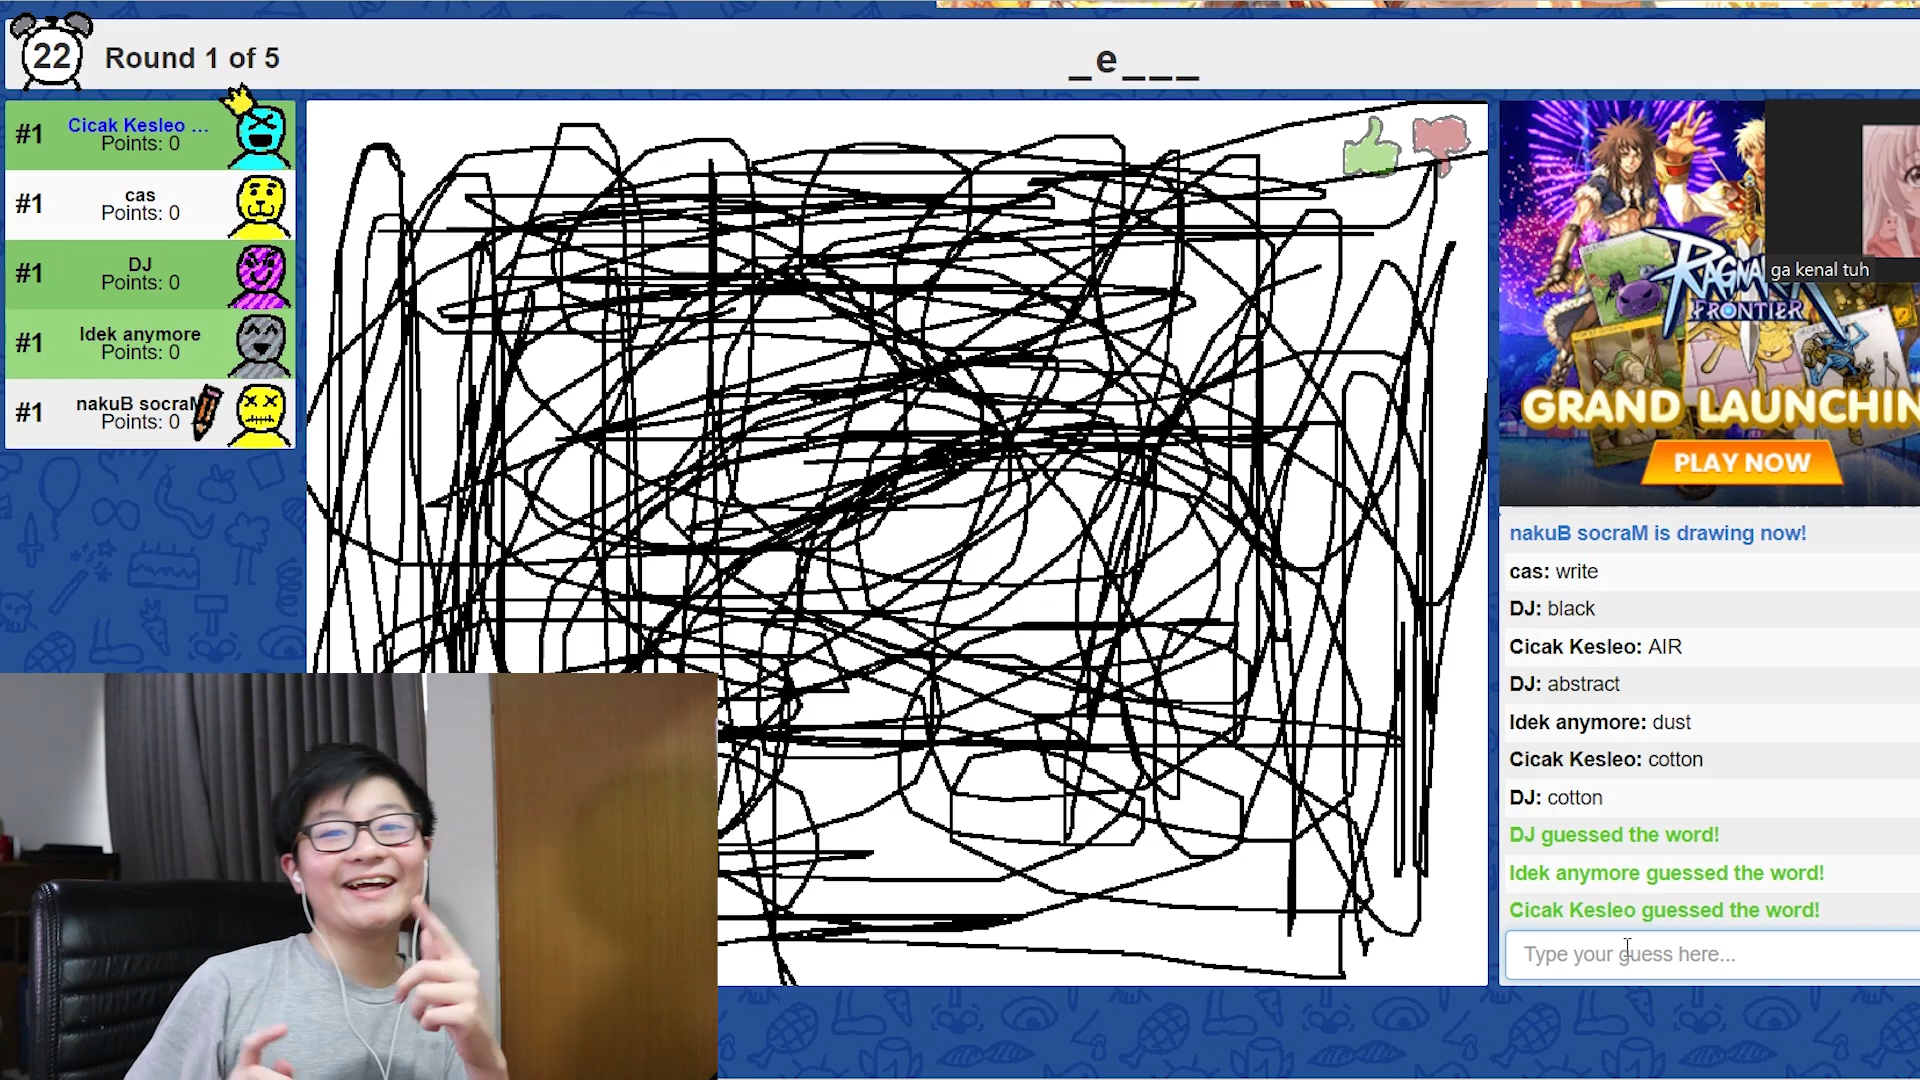 22
Round 1 of 5
_e___
#1
Cicak Kesleo ...
Points: 0
#1
cas
Points: 0
#1
DJ
Points: 0
#1
Idek anymore
Points: 0
#1
nakuB socraM
Points: 0
ga kenal tuh
FRONTIER
GRAND LAUNCHIN
PLAY NOW
nakuB socraM is drawing now!
cas: write
DJ: black
Cicak Kesleo: AIR
DJ: abstract
Idek anymore: dust
Cicak Kesleo: cotton
DJ: cotton
DJ guessed the word!
Idek anymore guessed the word!
Cicak Kesleo guessed the word!
Type your guess here...